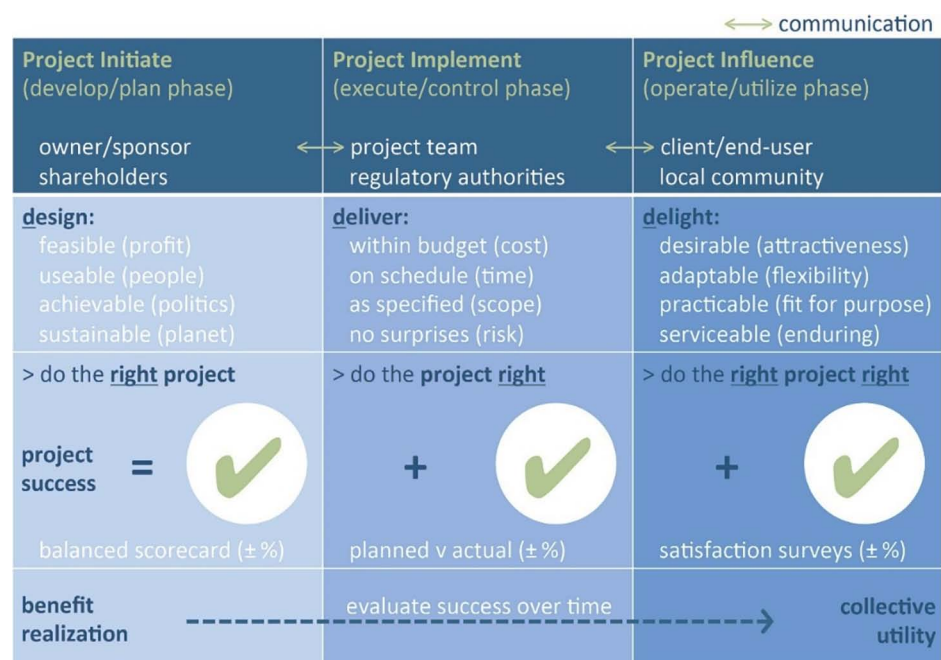 communication
Project Initiate
(develop/plan phase)
owner/sponsor
shareholders
Project Implement
(execute/control phase)
project team
regulatory authorities
Project Influence
(operate/utilize phase)
client/end-user
local community
design:
feasible (profit)
useable (people)
achievable (politics)
sustainable (planet)
deliver:
within budget (cost)
on schedule (time)
as specified (scope)
no surprises (risk)
delight:
desirable (attractiveness)
adaptable (flexibility)
practicable (fit for purpose)
serviceable (enduring)
> do the right project
> do the project right
> do the right project right
project
success
=
+
+
balanced scorecard (± %)
planned v actual (± %)
satisfaction surveys (± %)
benefit
realization
evaluate success over time
collective
utility